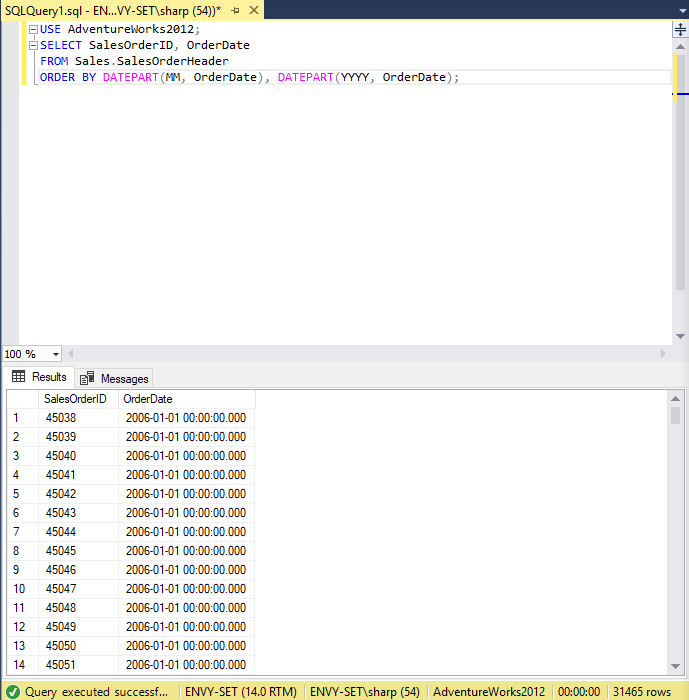 SQLQuery1.sql - EN...VY-SET\sharp (54))*
USE AdventureWorks2012;
SELECT SalesOrderID, OrderDate
FROM Sales.SalesOrderHeader
ORDER BY DATEPART(MM, OrderDate), DATEPART(YYYY, OrderDate);
100 %
Results Messages
SalesOrderID OrderDate
1 45038 2006-01-01 00:00:00.000
2 45039 2006-01-01 00:00:00.000
3 45040 2006-01-01 00:00:00.000
4 45041 2006-01-01 00:00:00.000
5 45042 2006-01-01 00:00:00.000
6 45043 2006-01-01 00:00:00.000
7 45044 2006-01-01 00:00:00.000
8 45045 2006-01-01 00:00:00.000
9 45046 2006-01-01 00:00:00.000
10 45047 2006-01-01 00:00:00.000
11 45048 2006-01-01 00:00:00.000
12 45049 2006-01-01 00:00:00.000
13 45050 2006-01-01 00:00:00.000
14 45051 2006-01-01 00:00:00.000
Query executed successf... ENVY-SET (14.0 RTM) ENVY-SET\sharp (54) AdventureWorks2012 00:00:00 31465 rows